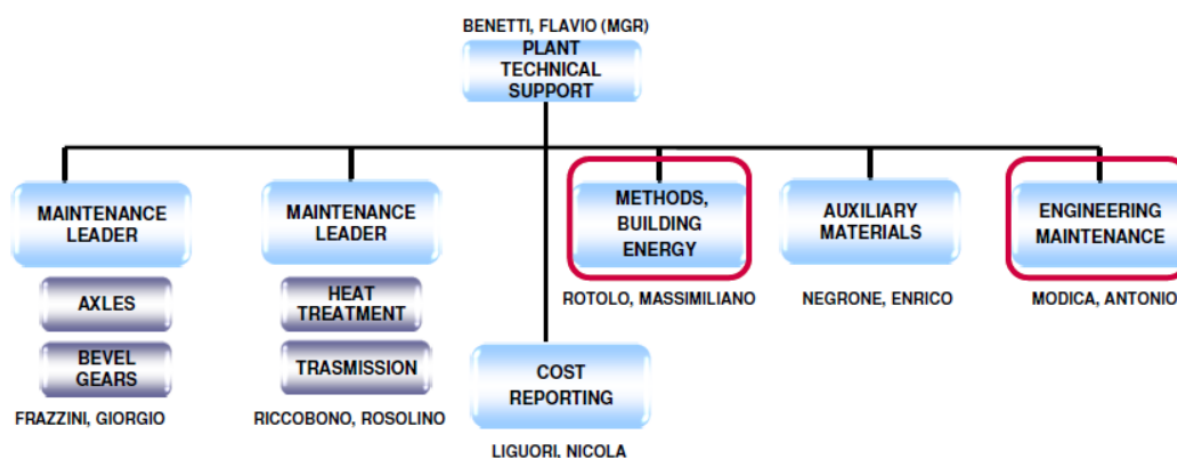 BENETTI, FLAVIO (MGR)
PLANT
TECHNICAL
SUPPORT
MAINTENANCE
LEADER
AXLES
BEVEL
GEARS
FRAZZINI, GIORGIO
MAINTENANCE
LEADER
HEAT
TREATMENT
TRASMISSION
RICCOBONO, ROSOLINO
COST
REPORTING
LIGUORI, NICOLA
METHODS,
BUILDING
ENERGY
ROTOLO, MASSIMILIANO
AUXILIARY
MATERIALS
NEGRONE, ENRICO
ENGINEERING
MAINTENANCE
MODICA, ANTONIO